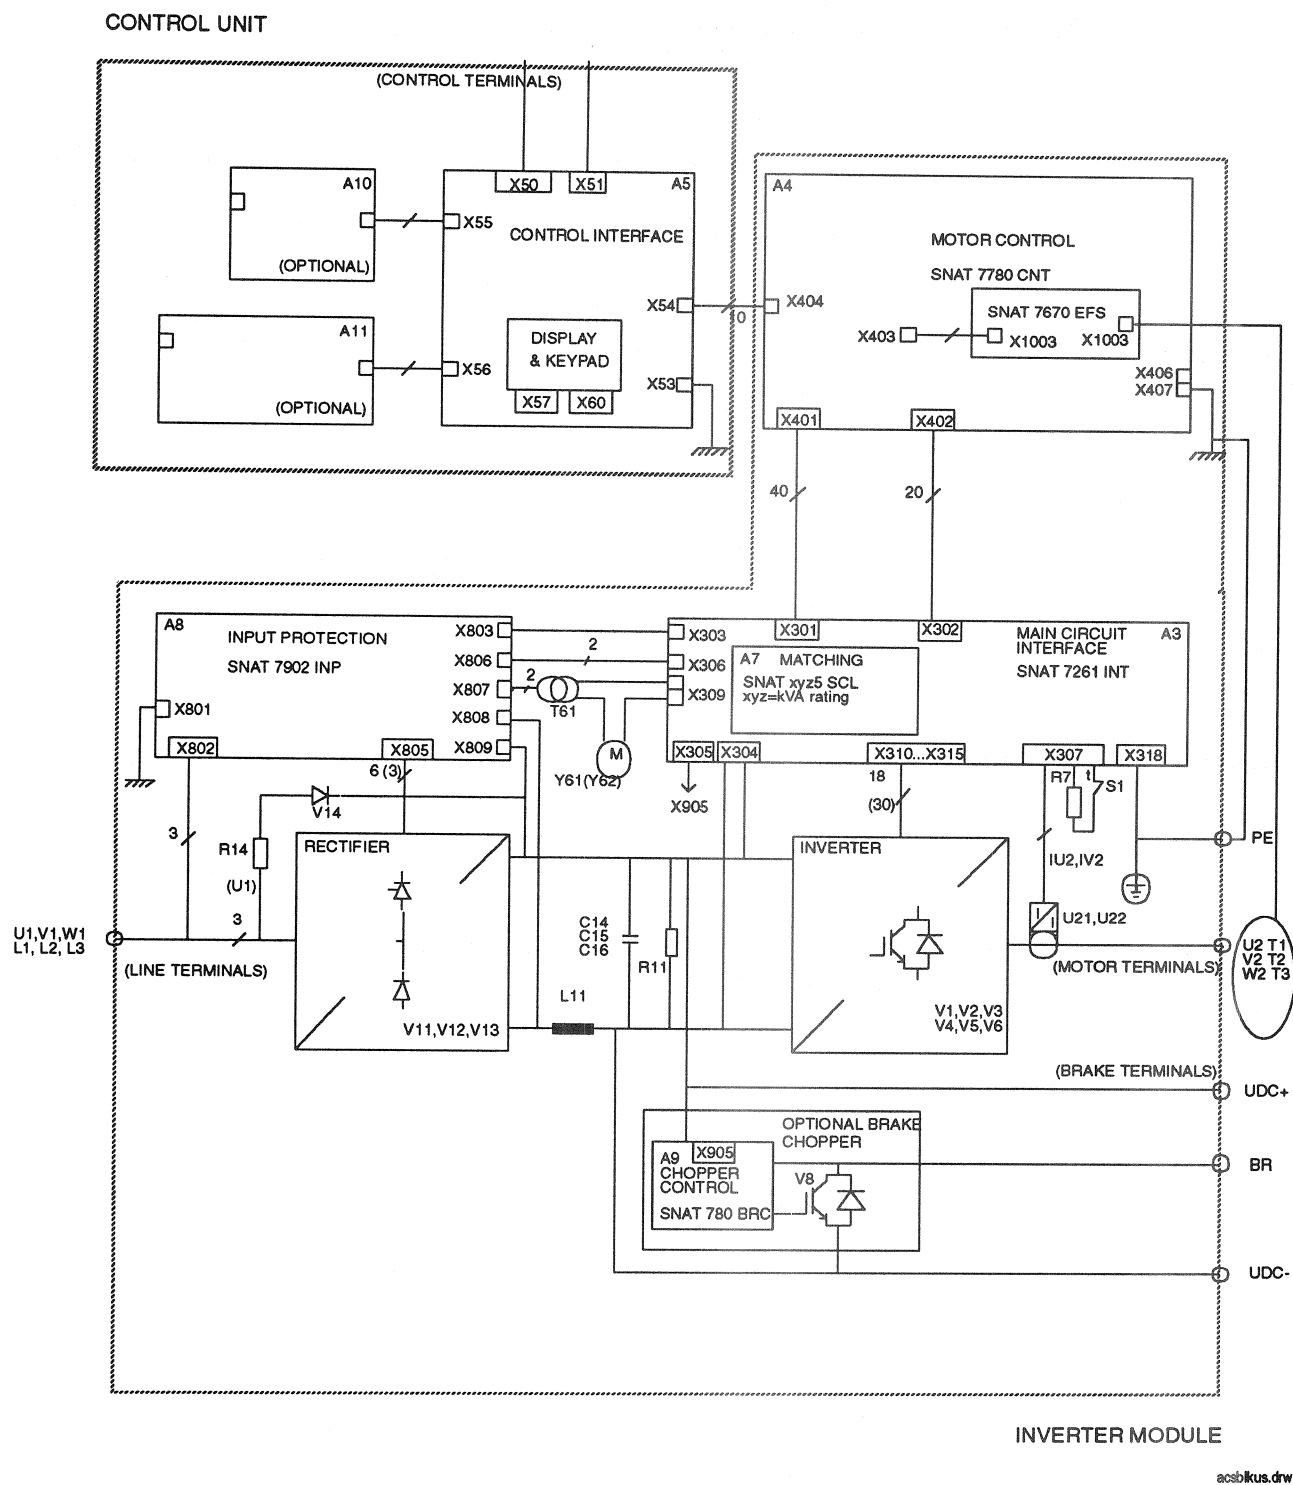 CONTROL UNIT
(CONTROL TERMINALS)
A10
(OPTIONAL)
X50
X51
A5
X55
CONTROL INTERFACE
X54
10
A11
(OPTIONAL)
X56
DISPLAY
& KEYPAD
X57
X60
X53
A4
MOTOR CONTROL
SNAT 7780 CNT
X404
SNAT 7670 EFS
X403
X1003
X1003
X406
X407
X401
X402
40
20
A8
INPUT PROTECTION
SNAT 7902 INP
X803
X806
X807
X808
X809
X801
X802
X805
2
2
T61
M
Y61(Y62)
X303
X306
X309
X301
X302
MAIN CIRCUIT
INTERFACE
SNAT 7261 INT
A3
A7 MATCHING
SNAT xyz5 SCL
xyz=kVA rating
X305
X304
X310...X315
X307
X318
X905
18
(30)
R7
t
S1
6 (3)
V14
3
R14
(U1)
3
RECTIFIER
V11,V12,V13
INVERTER
V1,V2,V3
V4,V5,V6
IU2,IV2
PE
I
I
U21,U22
U1,V1,W1
L1, L2, L3
(LINE TERMINALS)
C14
C15
C16
R11
L11
(MOTOR TERMINALS)
U2 T1
V2 T2
W2 T3
(BRAKE TERMINALS)
UDC+
OPTIONAL BRAKE
CHOPPER
A9
X905
CHOPPER
CONTROL
SNAT 780 BRC
V8
BR
UDC-
INVERTER MODULE
acsblkus.drw